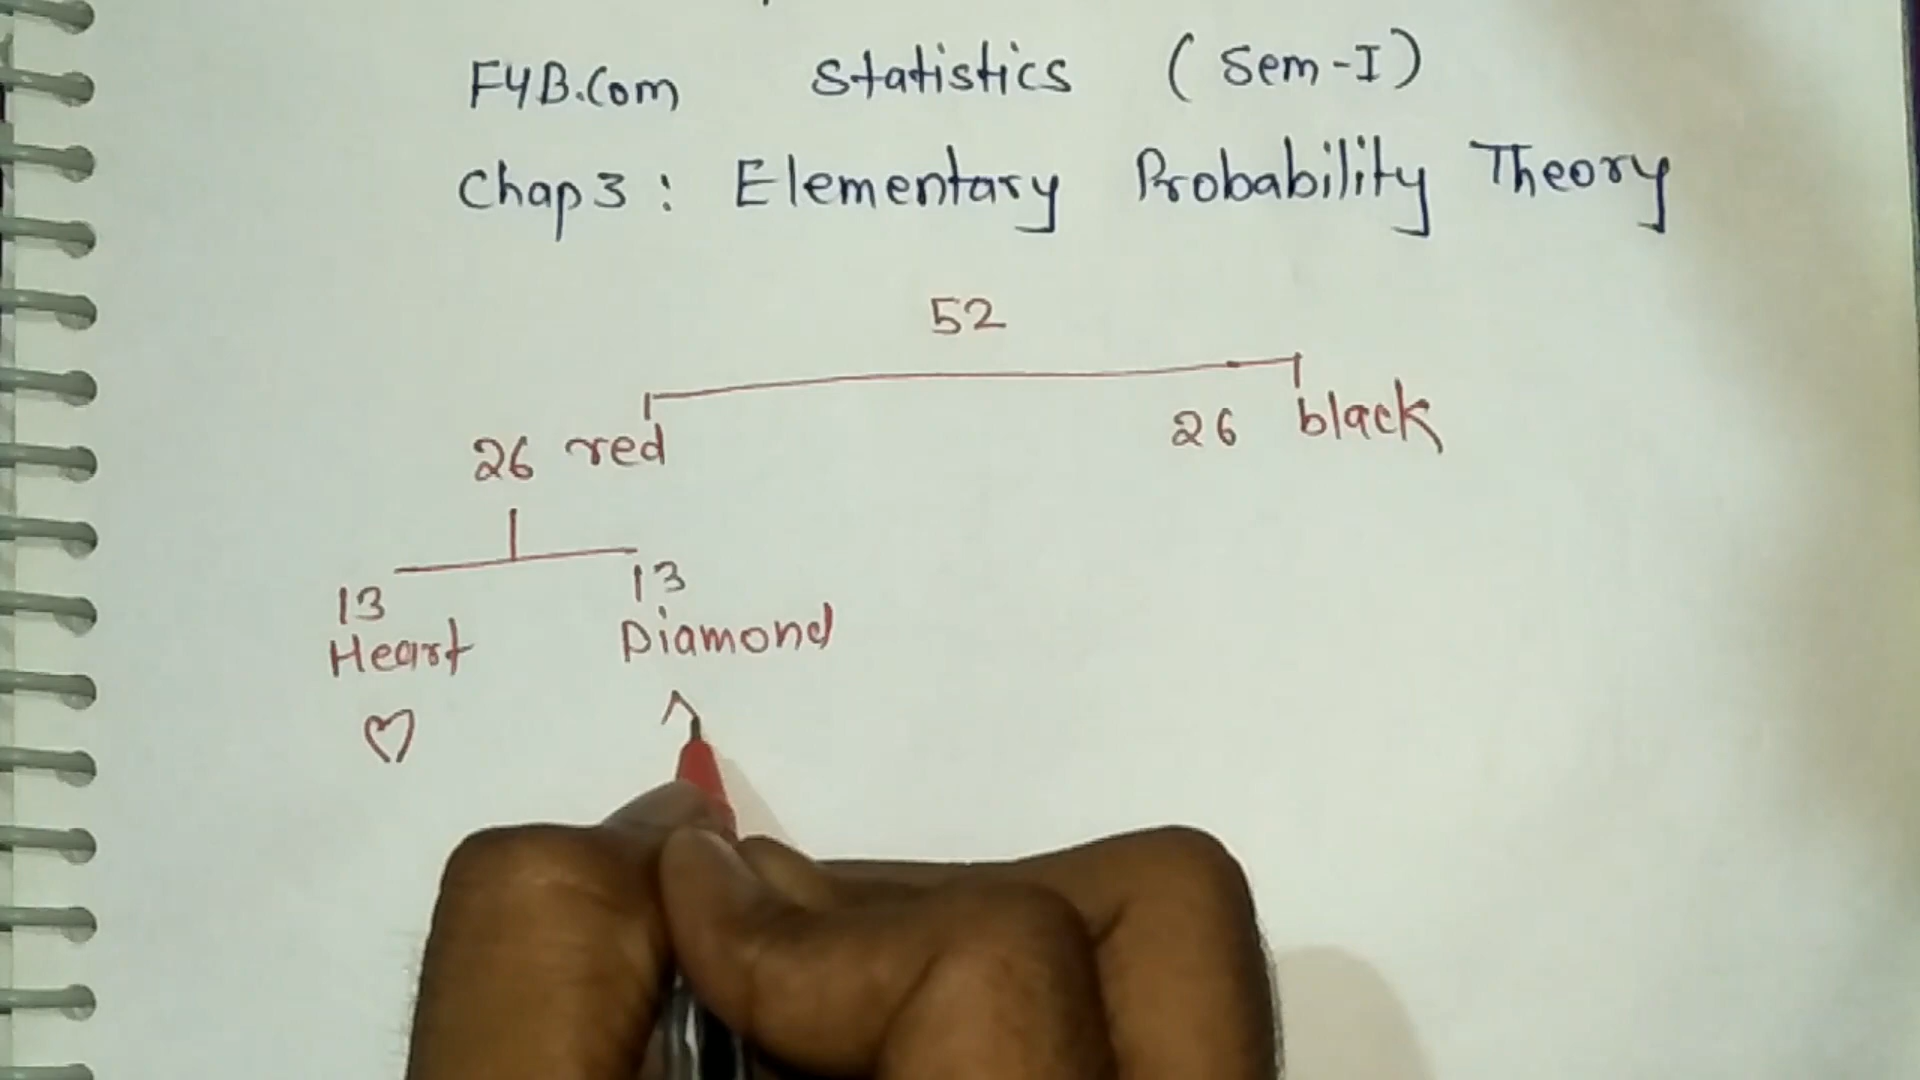 FYB.Com Statistics (Sem-I)
Chap 3: Elementary Probability Theory
52
26 red 26 black
13 13
Heart Diamond